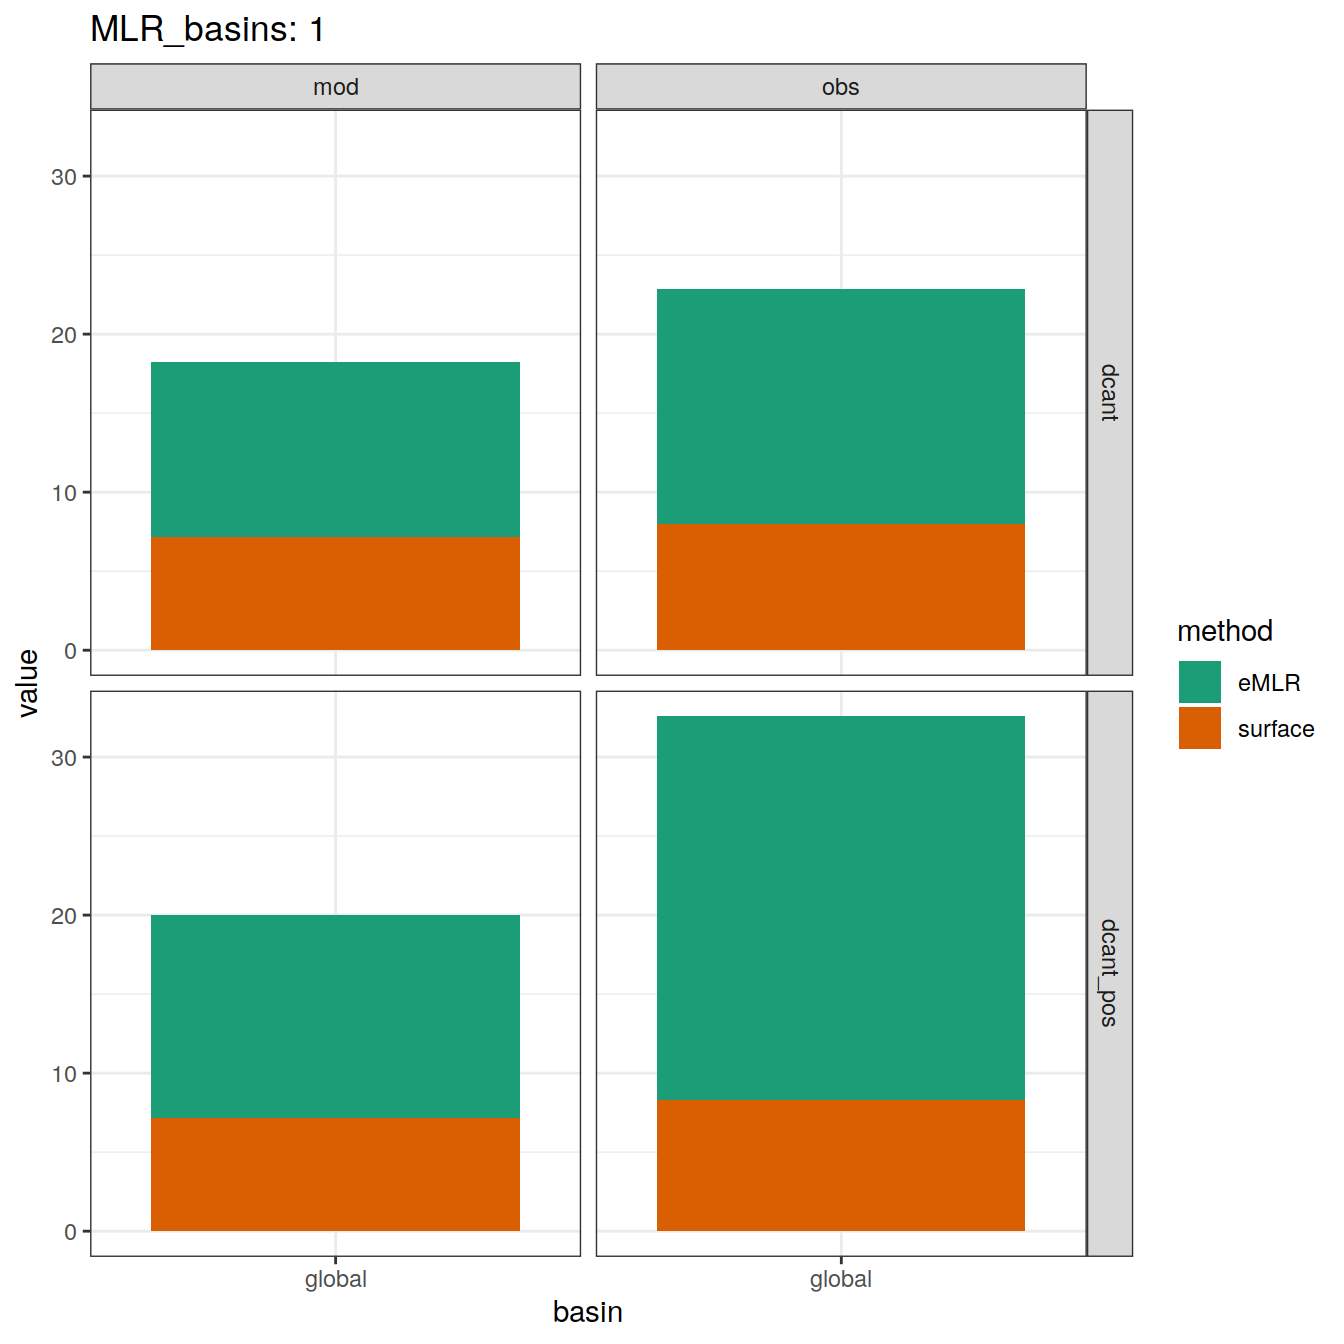 MLR_basins: 1
mod
obs
30
20
10
0
dcant
value
30
20
10
0
dcant_pos
global
global
basin
method
eMLR
surface